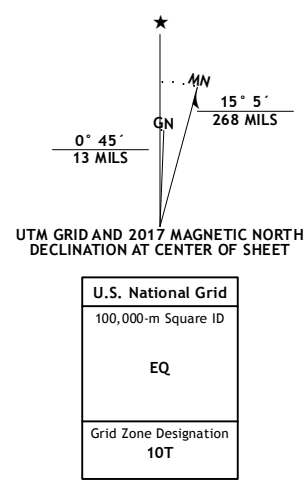 ★
MN
GN
15° 5´
268 MILS
0° 45´
13 MILS
UTM GRID AND 2017 MAGNETIC NORTH
DECLINATION AT CENTER OF SHEET
U.S. National Grid
100,000-m Square ID
EQ
Grid Zone Designation
10T